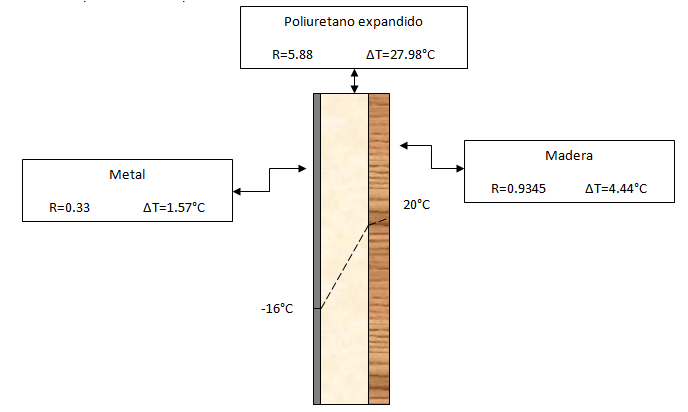 Poliuretano expandido
R=5.88 ΔT=27.98°C
Metal
R=0.33 ΔT=1.57°C
Madera
R=0.9345 ΔT=4.44°C
20°C
-16°C